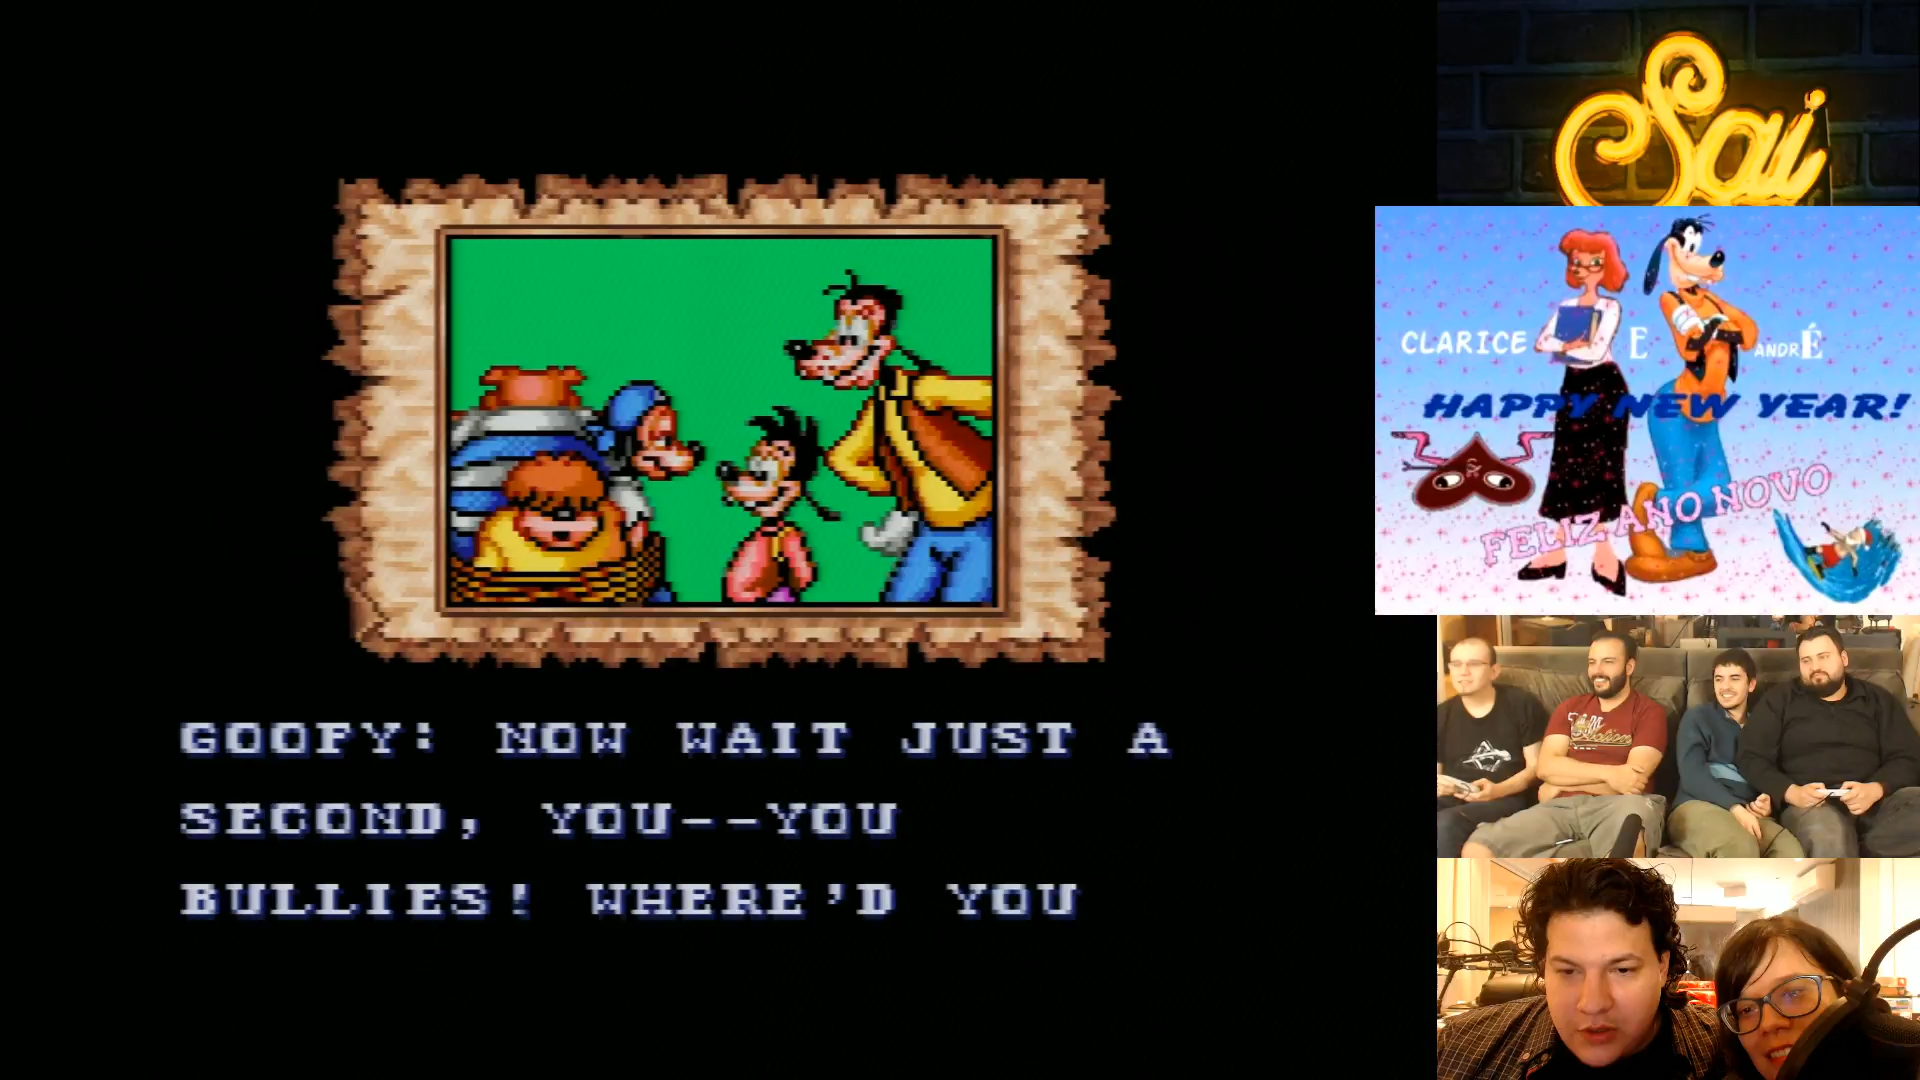 GOOFY: NOW WAIT JUST A
SECOND, YOU--YOU
BULLIES! WHERE'D YOU
Sai
CLARICE E ANDRÉ
HAPPY NEW YEAR!
FELIZ ANO NOVO